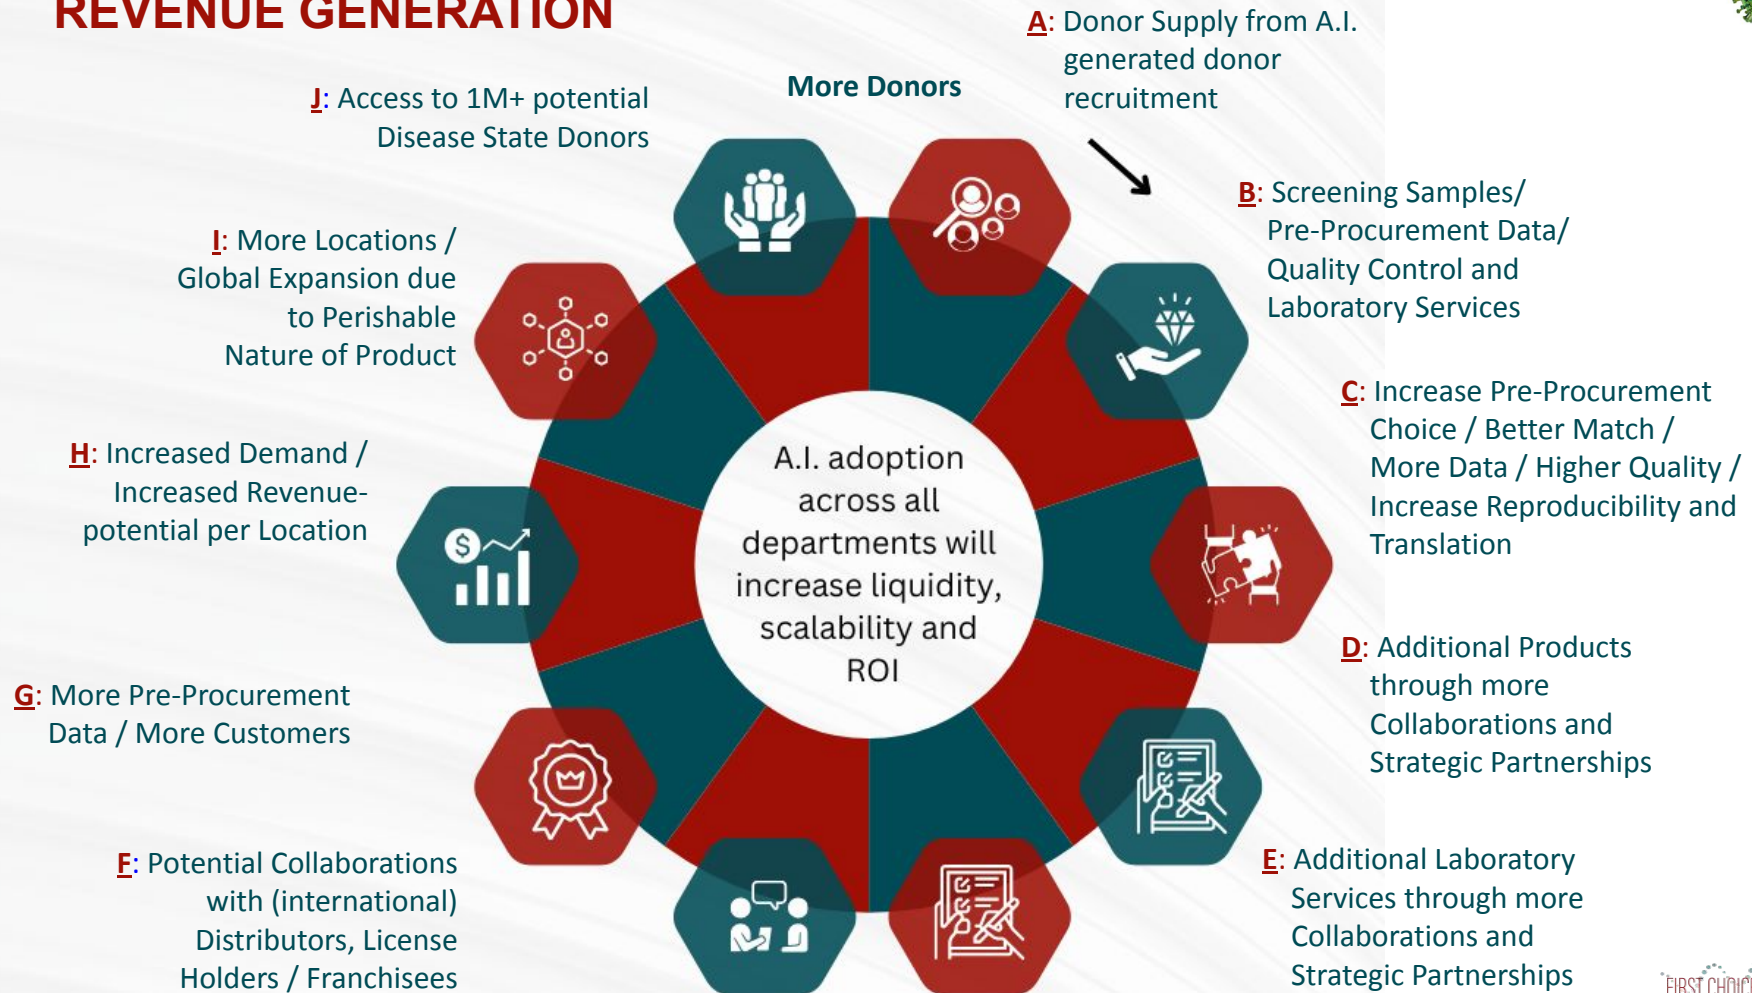 REVENUE GENERATION
More Donors
A: Donor Supply from A.I.
generated donor
recruitment
B: Screening Samples/
Pre-Procurement Data/
Quality Control and
Laboratory Services
C: Increase Pre-Procurement
Choice / Better Match /
More Data / Higher Quality /
Increase Reproducibility and
Translation
D: Additional Products
through more
Collaborations and
Strategic Partnerships
E: Additional Laboratory
Services through more
Collaborations and
Strategic Partnerships
F: Potential Collaborations
with (international)
Distributors, License
Holders / Franchisees
G: More Pre-Procurement
Data / More Customers
H: Increased Demand /
Increased Revenue-
potential per Location
I: More Locations /
Global Expansion due
to Perishable
Nature of Product
J: Access to 1M+ potential
Disease State Donors
$
A.I. adoption
across all
departments will
increase liquidity,
scalability and
ROI
FIRST CHOICE